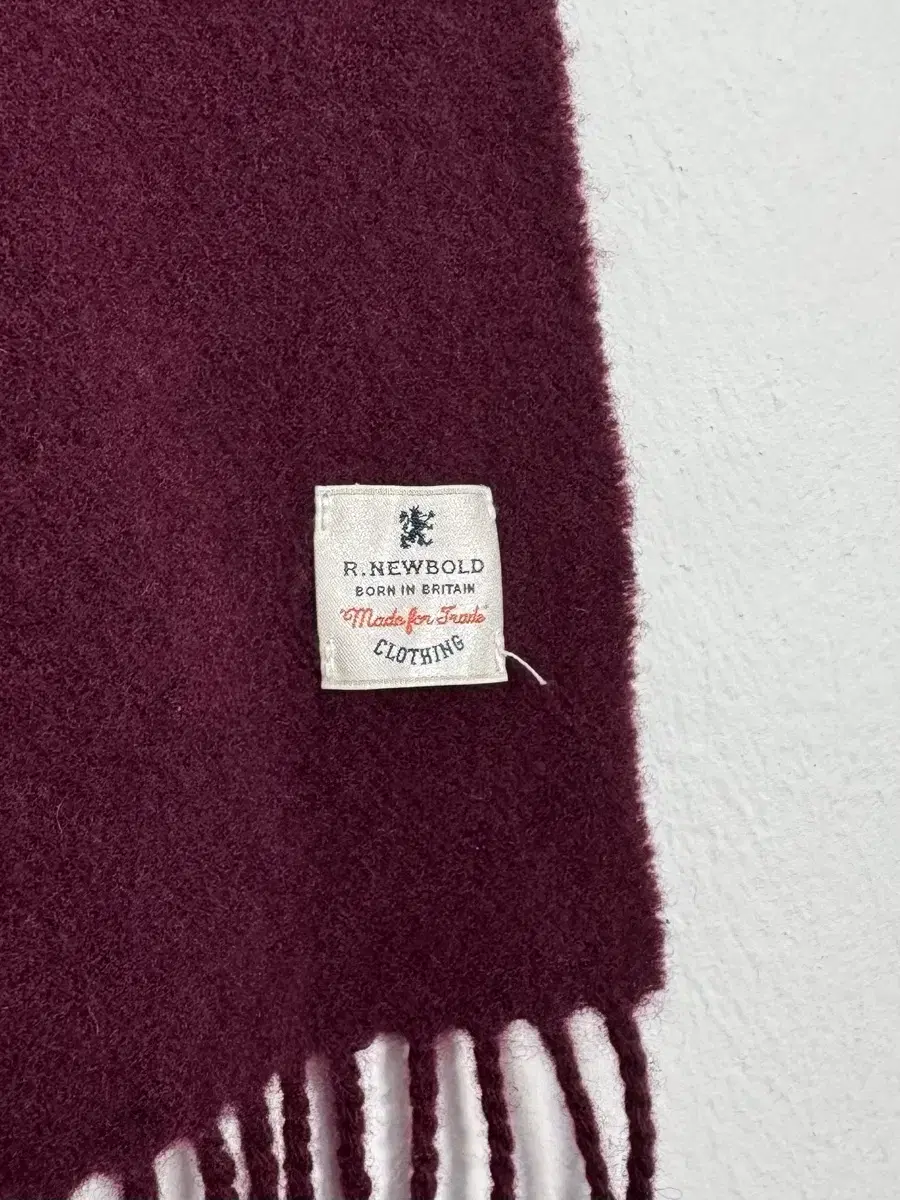 R.NEWBOLD
BORN IN BRITAIN
"Made for Trade"
CLOTHING